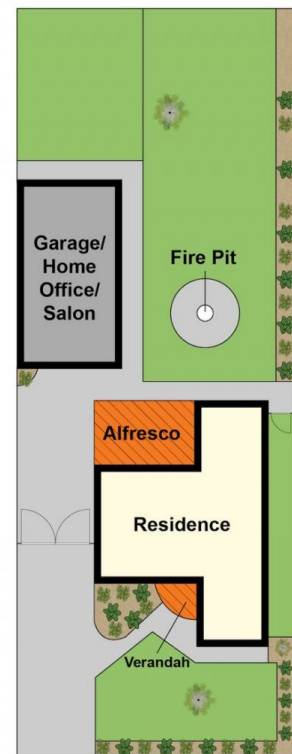 Garage/
Home
Office/
Salon
Fire Pit
Alfresco
Residence
Verandah